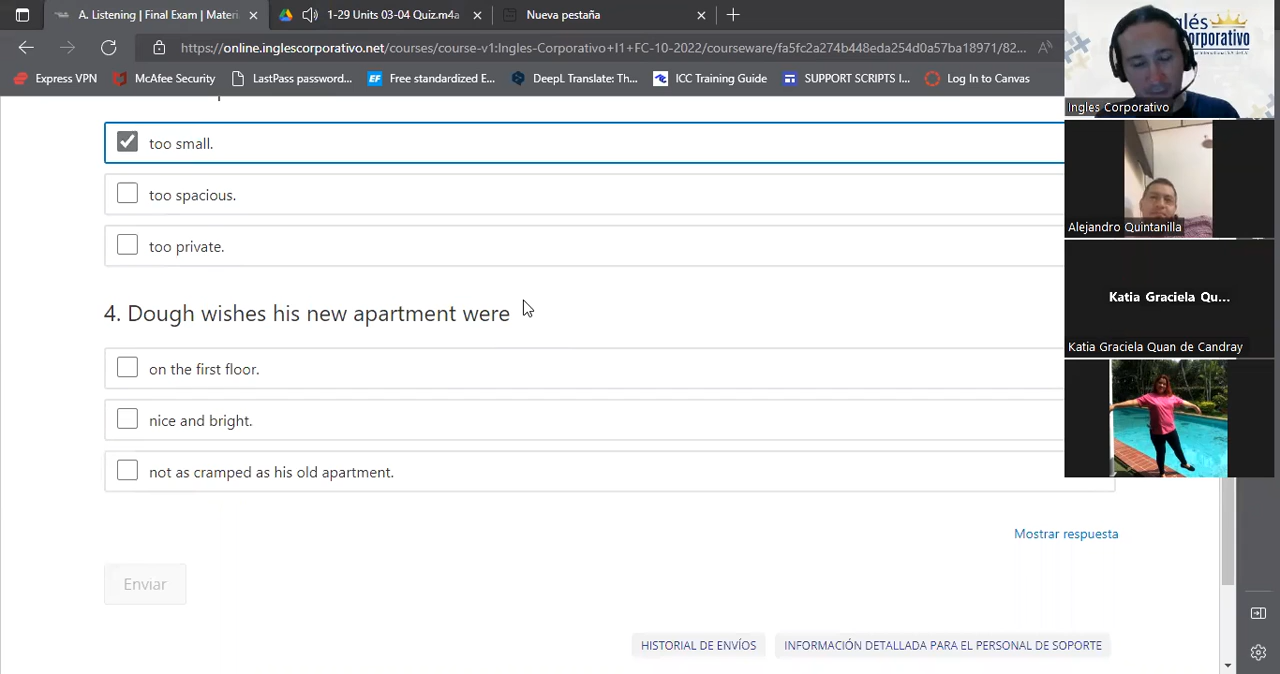 A. Listening | Final Exam | Materi
1-29 Units 03-04 Quiz.m4a
Nueva pestaña
https://online.inglescorporativo.net/courses/course-v1:Ingles-Corporativo+I1+FC-10-2022/courseware/fa5fc2a274b448eda254d0a57ba18971/82...
Express VPN
McAfee Security
LastPass password...
Free standardized E...
DeepL Translate: Th...
ICC Training Guide
SUPPORT SCRIPTS I...
Log In to Canvas
too small.
too spacious.
too private.
4. Dough wishes his new apartment were
on the first floor.
nice and bright.
not as cramped as his old apartment.
Mostrar respuesta
Enviar
HISTORIAL DE ENVÍOS
INFORMACIÓN DETALLADA PARA EL PERSONAL DE SOPORTE
Ingles Corporativo
Alejandro Quintanilla
Katia Graciela Qu...
Katia Graciela Quan de Candray